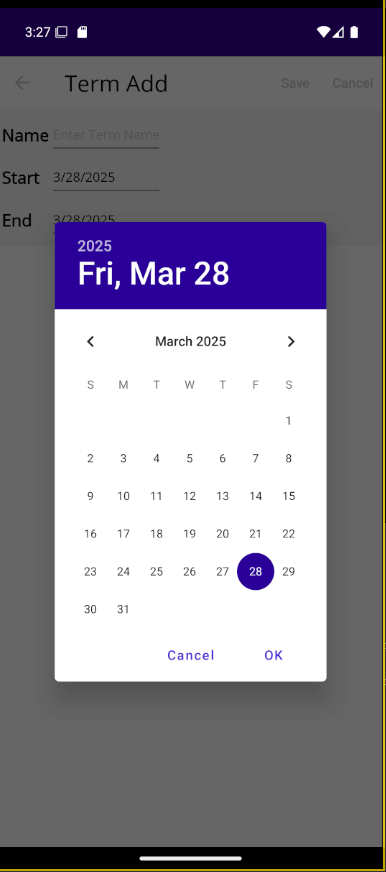 3:27
Term Add Save Cancel
Name Enter Term Name
Start 3/28/2025
End 3/28/2025
2025
Fri, Mar 28
March 2025
S M T W T F S
1
2 3 4 5 6 7 8
9 10 11 12 13 14 15
16 17 18 19 20 21 22
23 24 25 26 27 28 29
30 31
Cancel OK